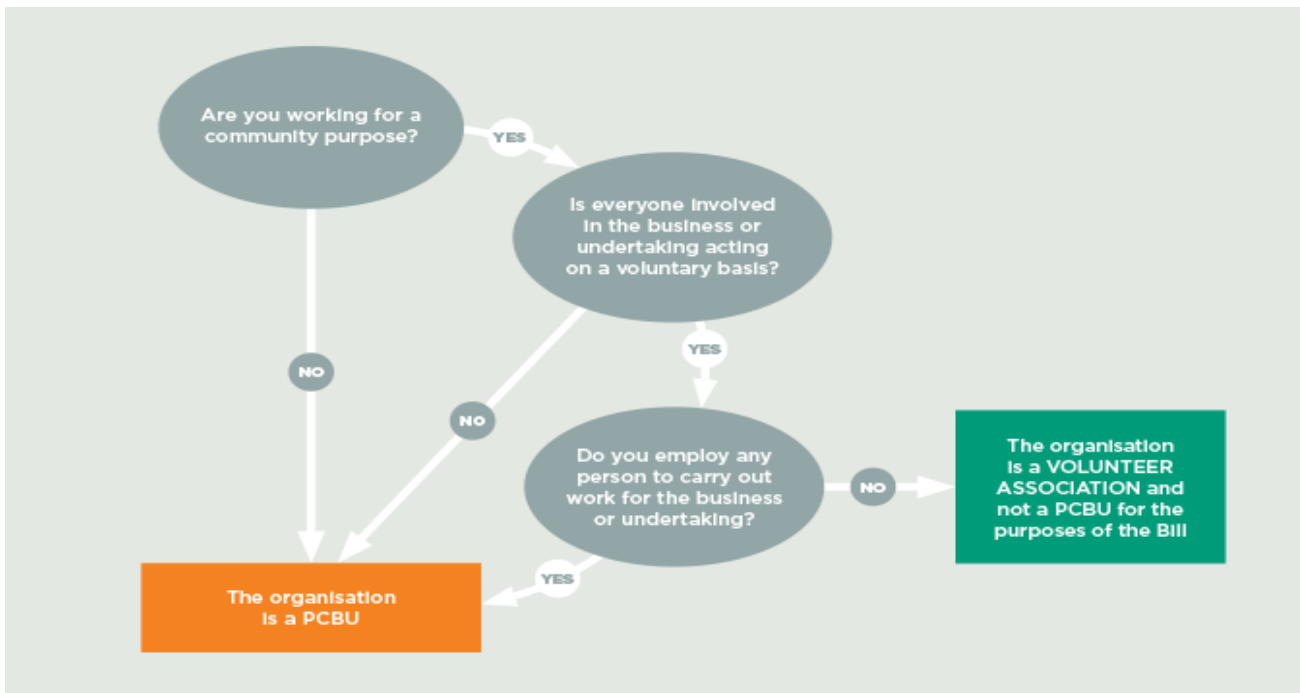 Are you working for a
community purpose?
YES
Is everyone involved
in the business or
undertaking acting
on a voluntary basis?
YES
NO
NO
Do you employ any
person to carry out
work for the business
or undertaking?
NO
The organisation
is a VOLUNTEER
ASSOCIATION and
not a PCBU for the
purposes of the Bill
YES
The organisation
is a PCBU